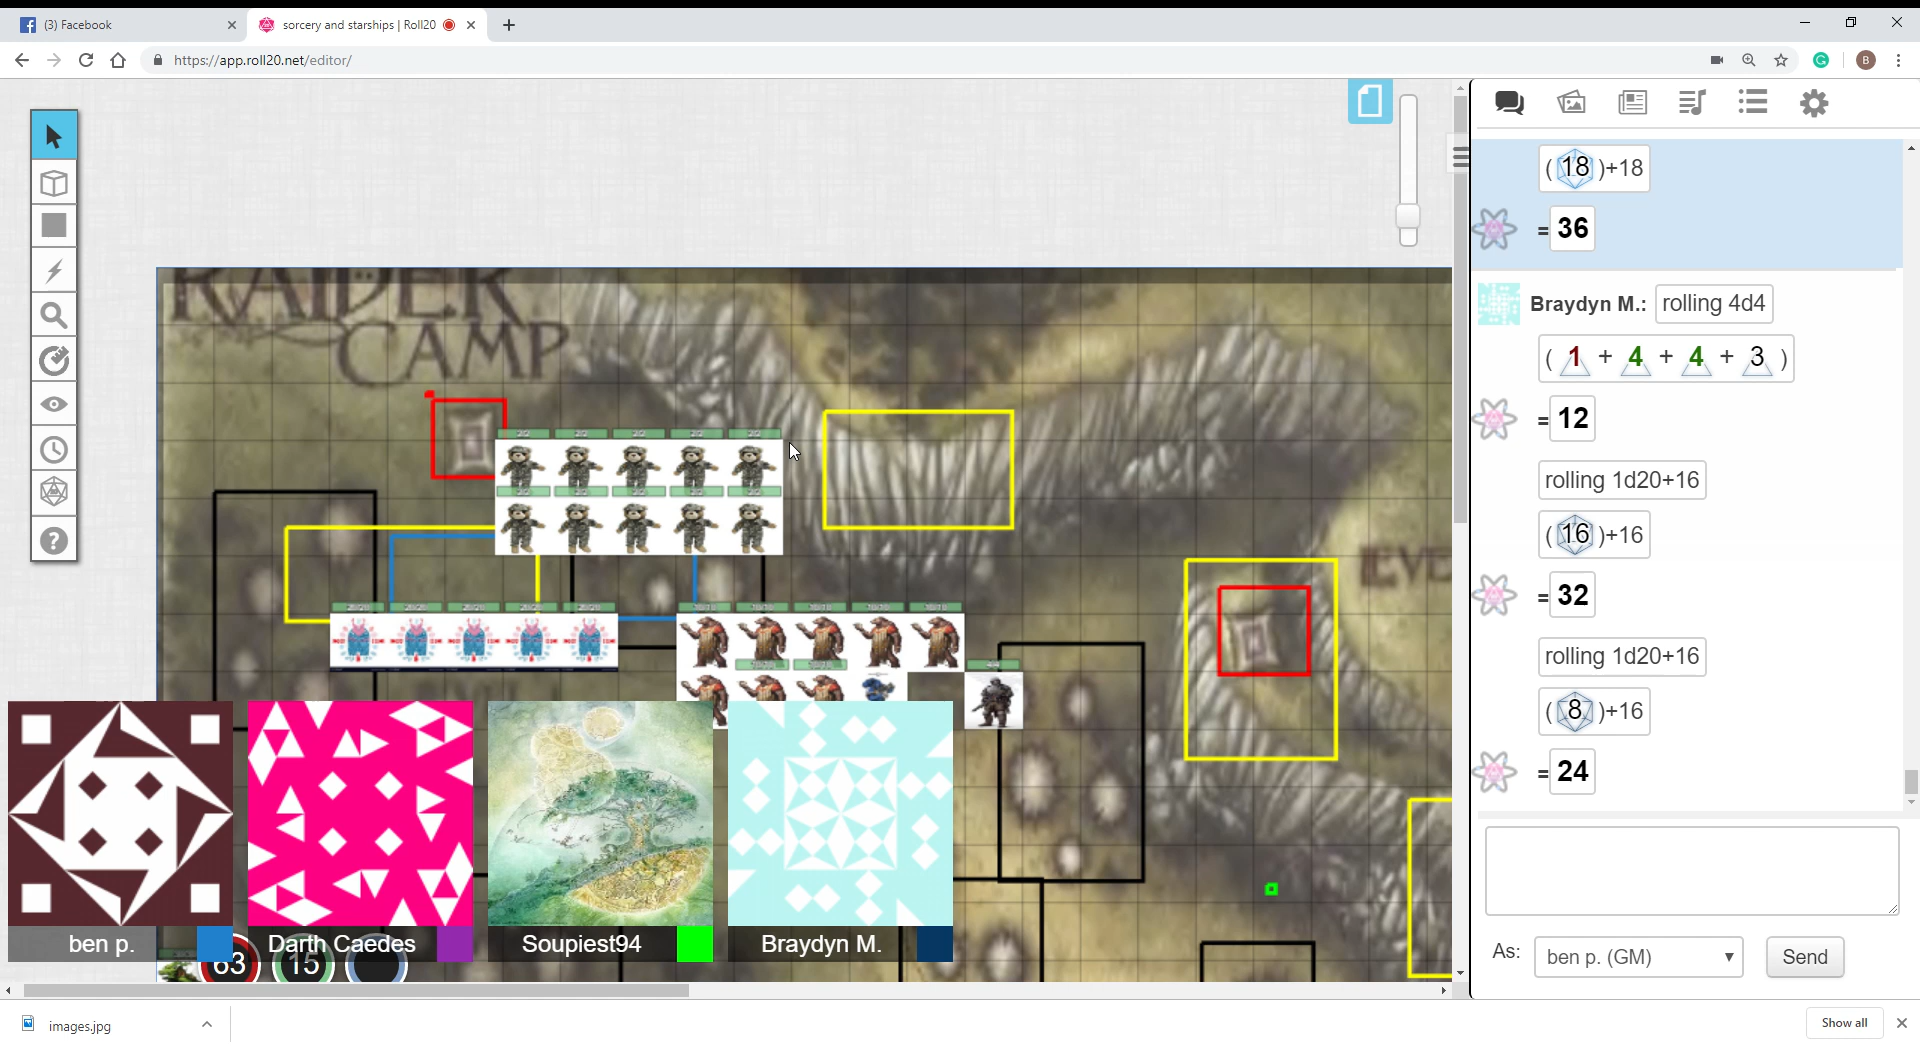 (3) Facebook
sorcery and starships | Roll20
https://app.roll20.net/editor/
B
RAIDER
CAMP
LEVE
(18)+18
= 36
Braydyn M.: rolling 4d4
( 1 + 4 + 4 + 3 )
= 12
rolling 1d20+16
(16)+16
= 32
rolling 1d20+16
(8)+16
= 24
ben p.
Darth Caedes
Soupiest94
Braydyn M.
63
15
As:
ben p. (GM)
Send
images.jpg
Show all